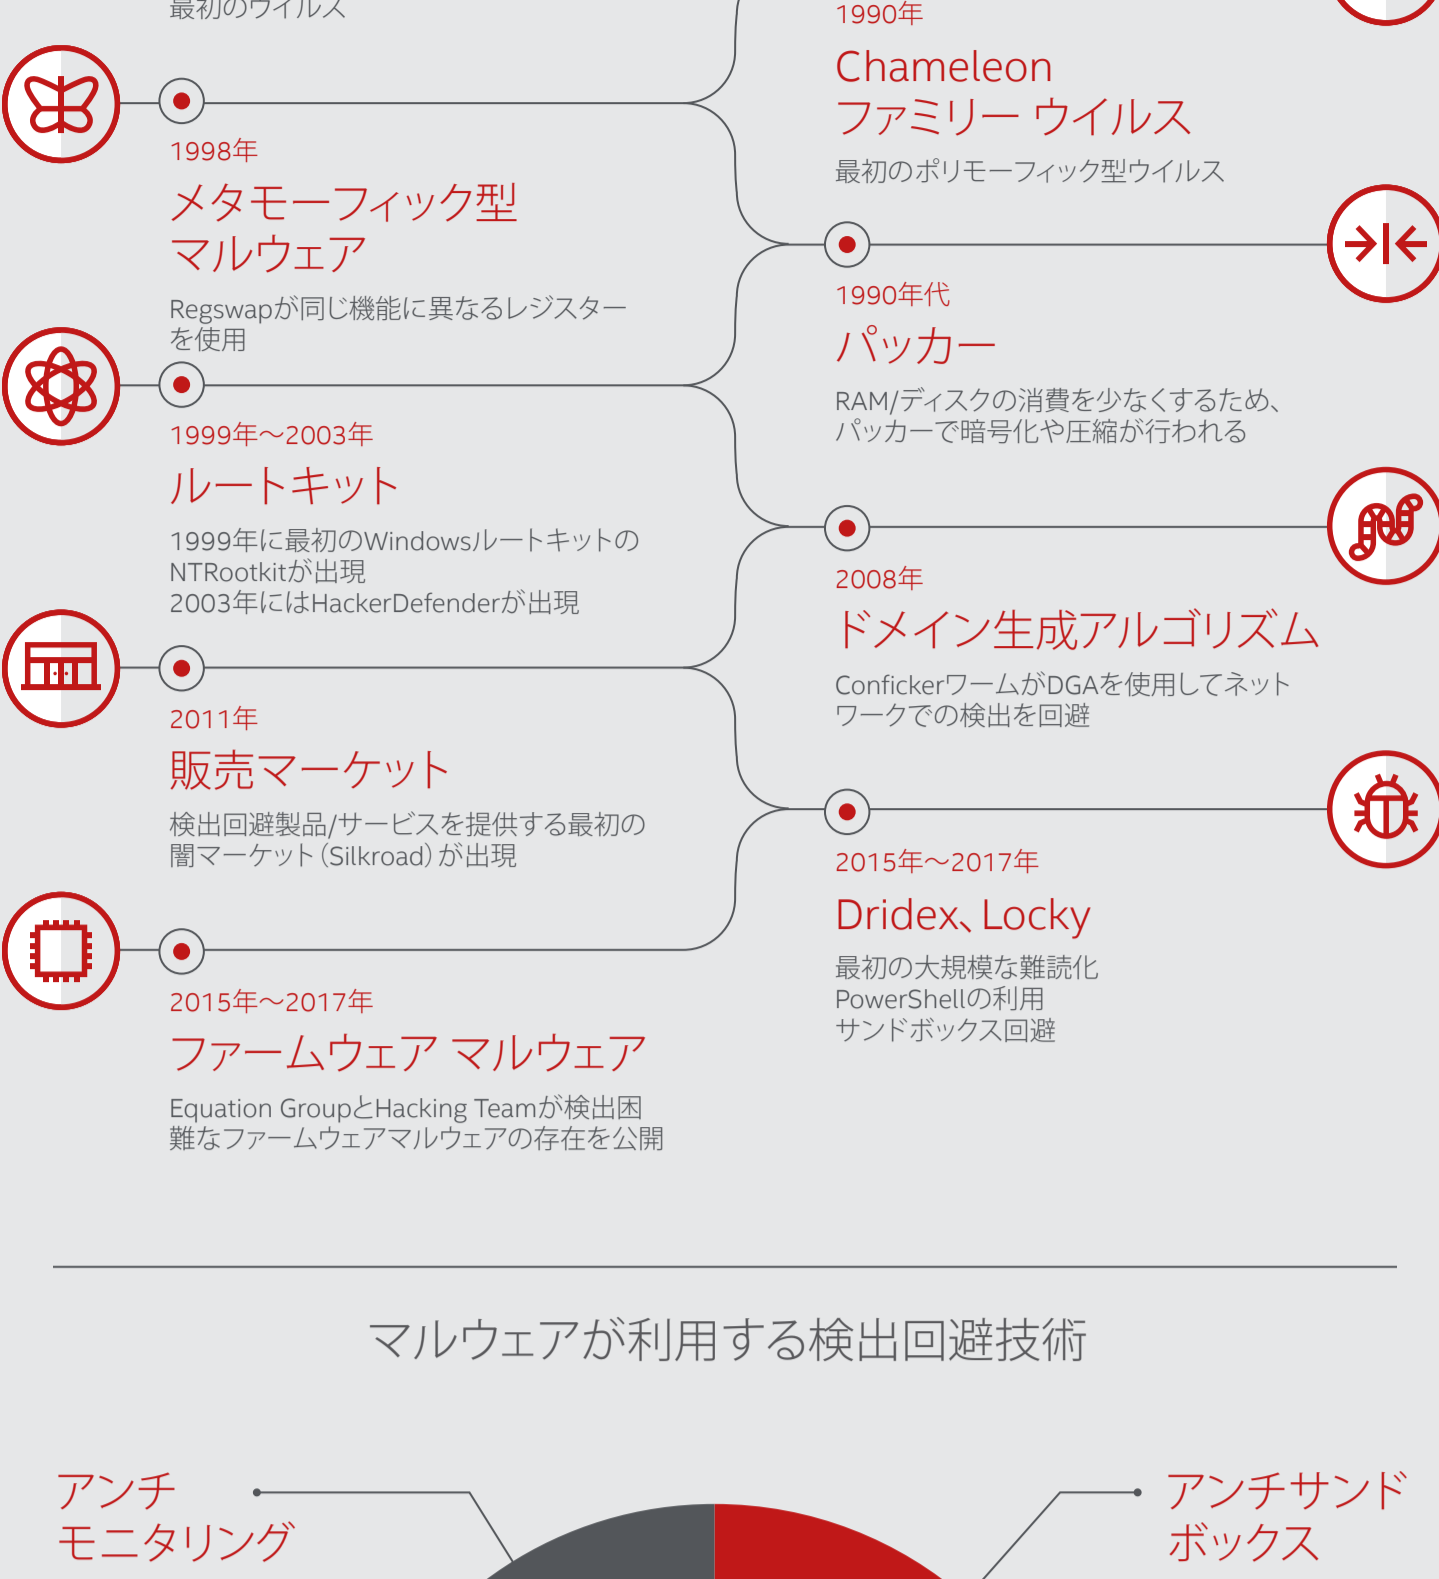 最初のウイルス
1990年
Chameleon
ファミリー ウイルス
最初のポリモーフィック型ウイルス
1998年
メタモーフィック型
マルウェア
Regswapが同じ機能に異なるレジスター
を使用
1990年代
パッカー
RAM/ディスクの消費を少なくするため、
パッカーで暗号化や圧縮が行われる
1999年～2003年
ルートキット
1999年に最初のWindowsルートキットの
NTRootkitが出現
2003年にはHackerDefenderが出現
2008年
ドメイン生成アルゴリズム
ConfickerワームがDGAを使用してネット
ワークでの検出を回避
2011年
販売マーケット
検出回避製品/サービスを提供する最初の
闇マーケット（Silkroad）が出現
2015年～2017年
Dridex、Locky
最初の大規模な難読化
PowerShellの利用
サンドボックス回避
2015年～2017年
ファームウェア マルウェア
Equation GroupとHacking Teamが検出困
難なファームウェアマルウェアの存在を公開
マルウェアが利用する検出回避技術
アンチ
モニタリング
アンチサンド
ボックス